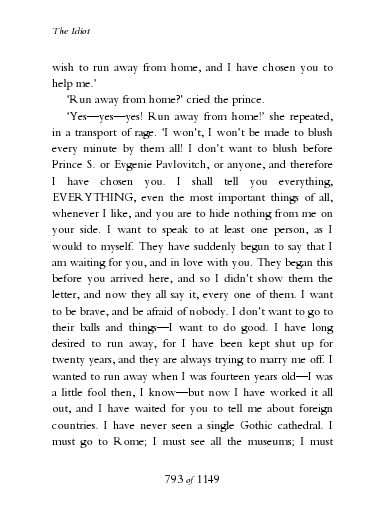 The Idiot
wish to run away from home, and I have chosen you to
help me.’
‘Run away from home?’ cried the prince.
‘Yes—yes—yes! Run away from home!’ she repeated,
in a transport of rage. ‘I won’t, I won’t be made to blush
every minute by them all! I don’t want to blush before
Prince S. or Evgenie Pavlovitch, or anyone, and therefore
I have chosen you. I shall tell you everything,
EVERYTHING, even the most important things of all,
whenever I like, and you are to hide nothing from me on
your side. I want to speak to at least one person, as I
would to myself. They have suddenly begun to say that I
am waiting for you, and in love with you. They began this
before you arrived here, and so I didn’t show them the
letter, and now they all say it, every one of them. I want
to be brave, and be afraid of nobody. I don’t want to go to
their balls and things—I want to do good. I have long
desired to run away, for I have been kept shut up for
twenty years, and they are always trying to marry me off. I
wanted to run away when I was fourteen years old—I was
a little fool then, I know—but now I have worked it all
out, and I have waited for you to tell me about foreign
countries. I have never seen a single Gothic cathedral. I
must go to Rome; I must see all the museums; I must
793 of 1149